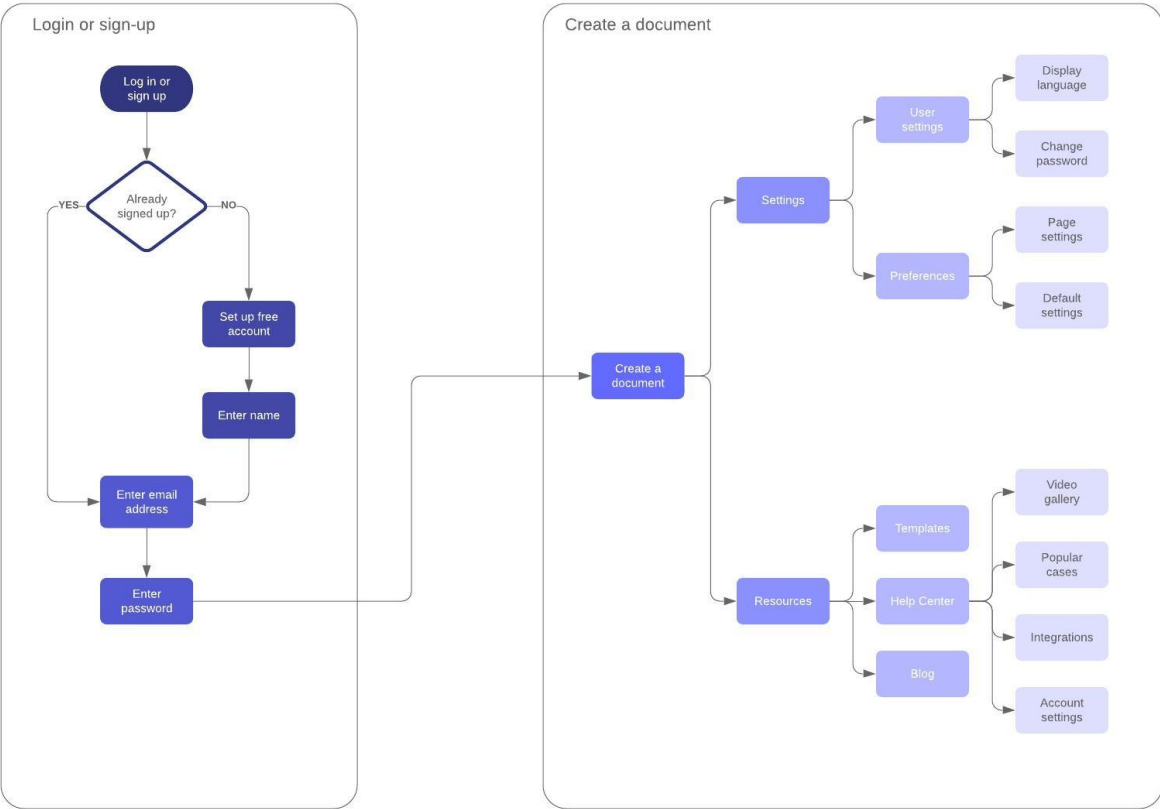 Login or sign-up
Log in or
sign up
Already
signed up?
YES
NO
Set up free
account
Enter name
Enter email
address
Enter
password
Create a document
Create a
document
Settings
User
settings
Display
language
Change
password
Preferences
Page
settings
Default
settings
Resources
Templates
Help Center
Blog
Video
gallery
Popular
cases
Integrations
Account
settings